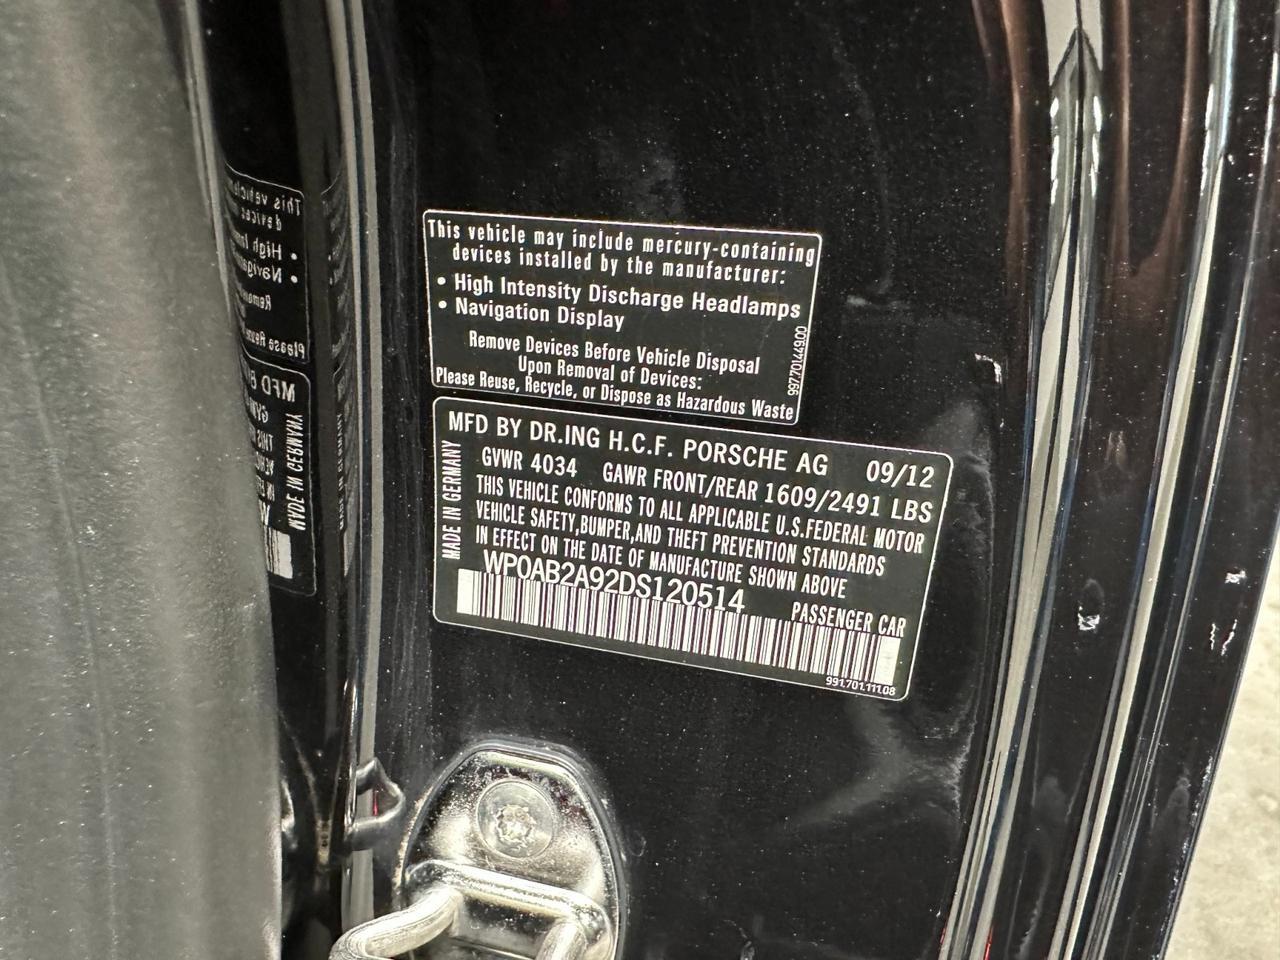 This vehicle may include mercury-containing
devices installed by the manufacturer:
• High Intensity Discharge Headlamps
• Navigation Display
Remove Devices Before Vehicle Disposal
Upon Removal of Devices:
Please Reuse, Recycle, or Dispose as Hazardous Waste
997.701.449.00
MFD BY DR.ING H.C.F. PORSCHE AG 09/12
GVWR 4034 GAWR FRONT/REAR 1609/2491 LBS
THIS VEHICLE CONFORMS TO ALL APPLICABLE U.S.FEDERAL MOTOR
VEHICLE SAFETY,BUMPER,AND THEFT PREVENTION STANDARDS
IN EFFECT ON THE DATE OF MANUFACTURE SHOWN ABOVE
WP0AB2A92DS120514 PASSENGER CAR
MADE IN GERMANY
991.701.111.08